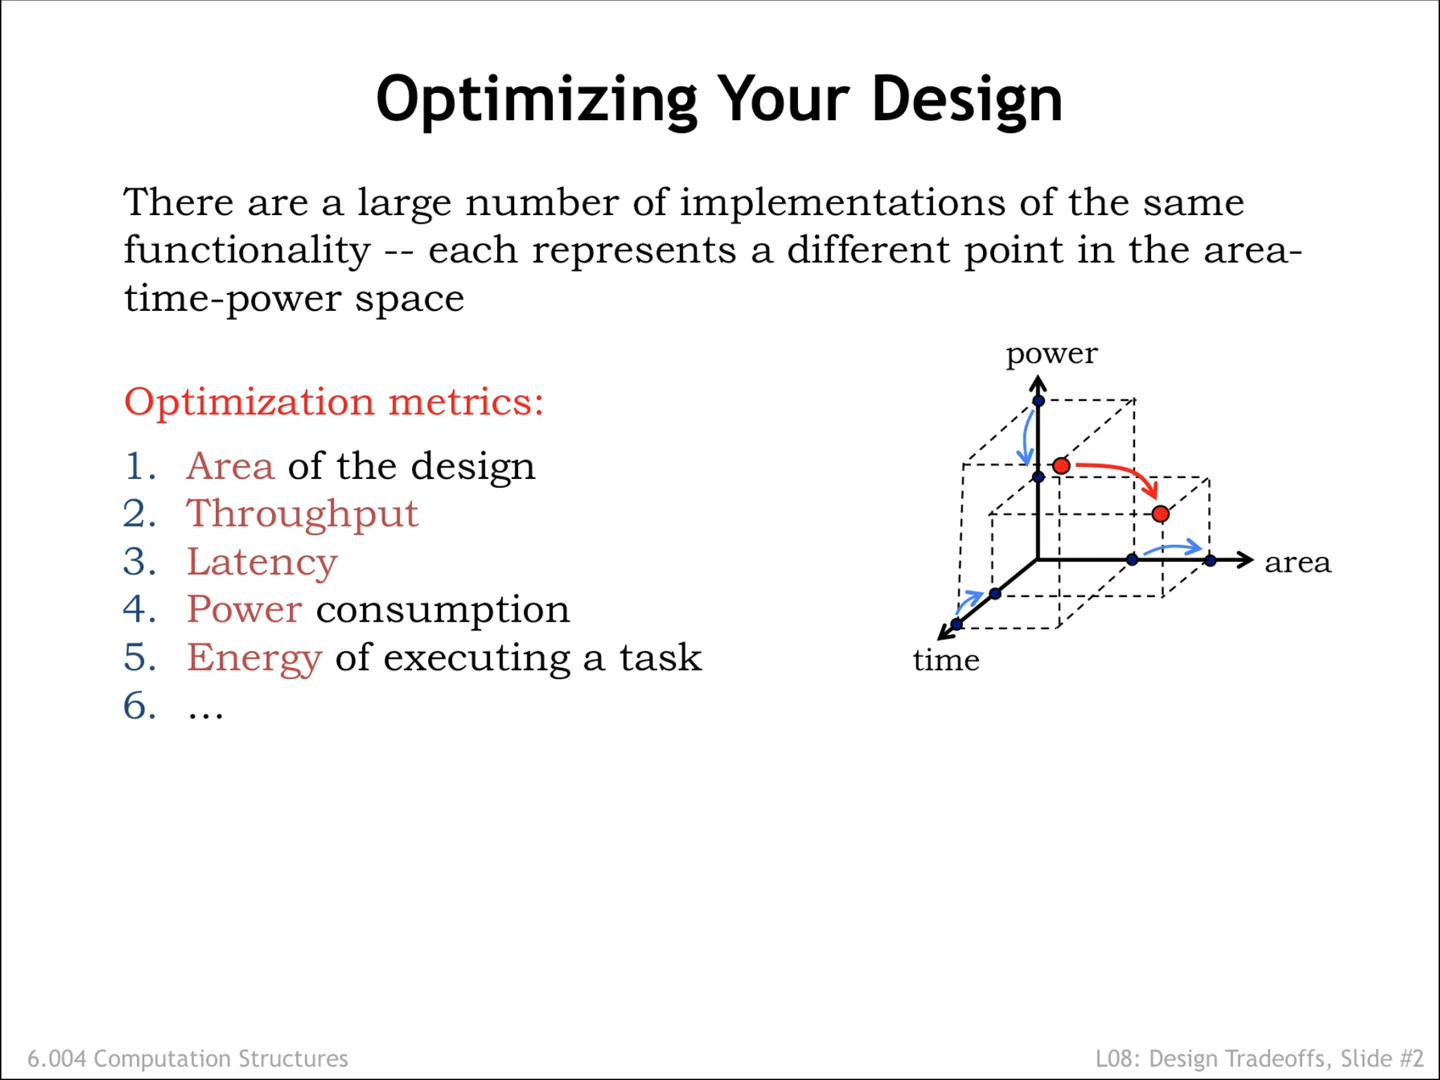 Optimizing Your Design
There are a large number of implementations of the same
functionality -- each represents a different point in the area-
time-power space
Optimization metrics:
1. Area of the design
2. Throughput
3. Latency
4. Power consumption
5. Energy of executing a task
6. ...
power
area
time
6.004 Computation Structures
L08: Design Tradeoffs, Slide #2